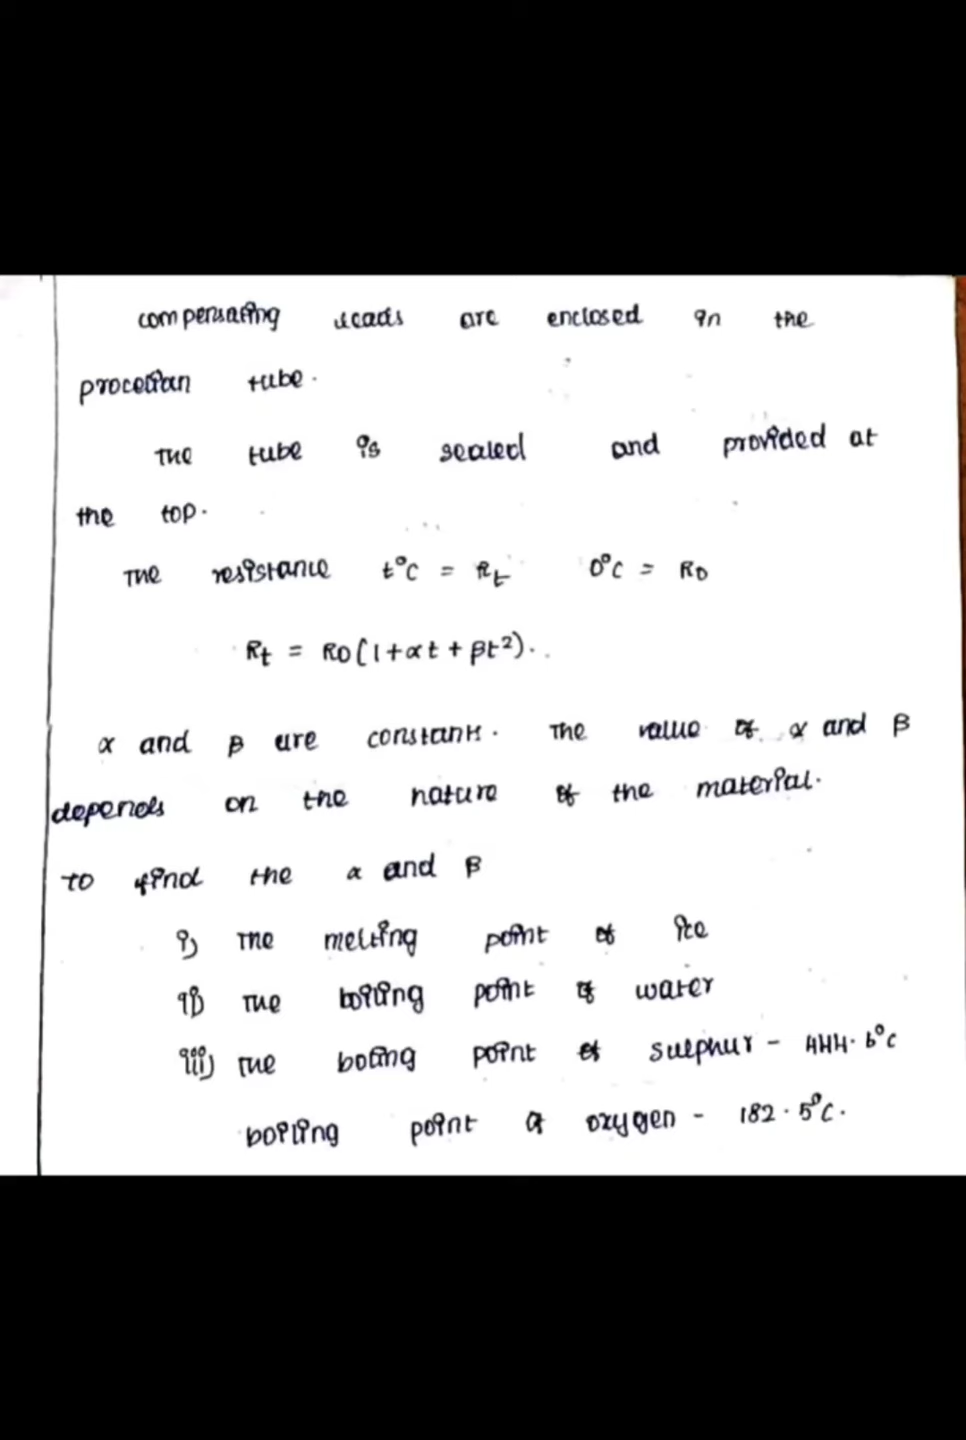 compensating leads are enclosed in the
procelian tube.
The tube is sealed and provided at
the top.
The resistance t°C = Rt 0°C = R0
Rt = R0(1+αt+βt²).
α and β are constant. The value of α and β
depends on the nature of the material.
To find the α and β
i) The melting point of ice
ii) The boiling point of water
iii) The boling point of sulphur - 444.6°C
boiling point of oxygen - 182.5°C.